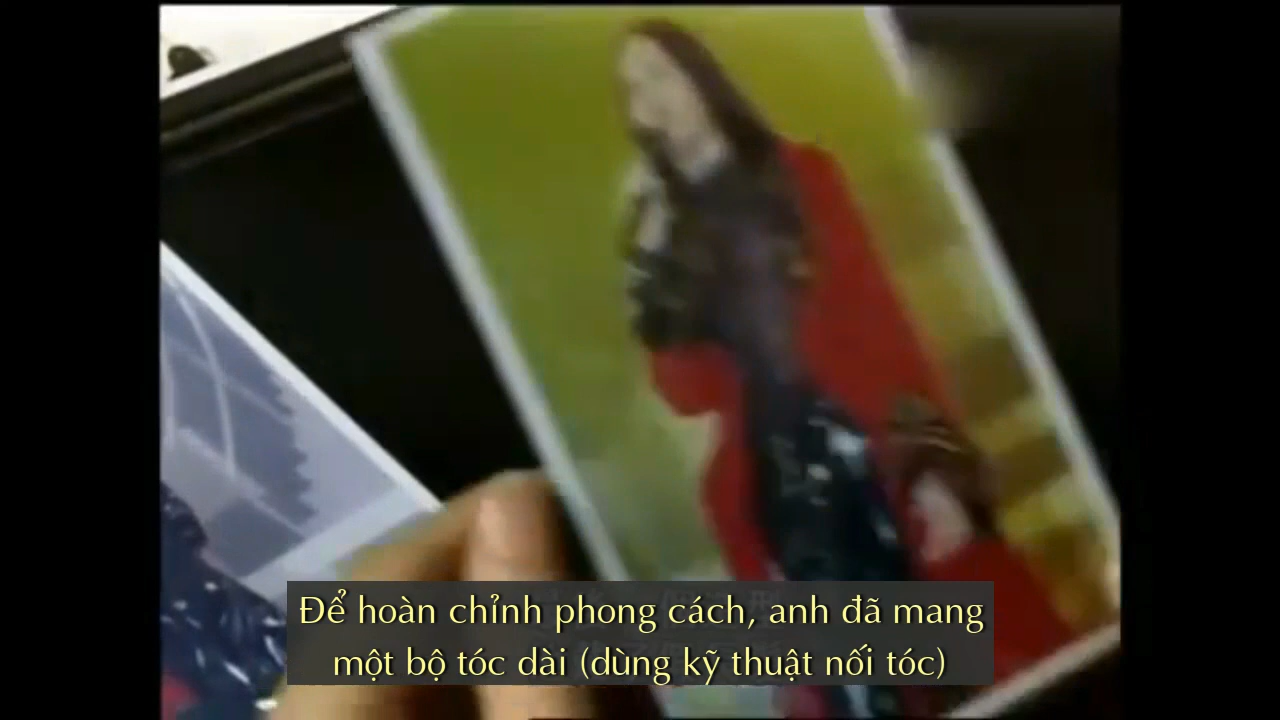 Để hoàn chỉnh phong cách, anh đã mang
một bộ tóc dài (dùng kỹ thuật nối tóc)